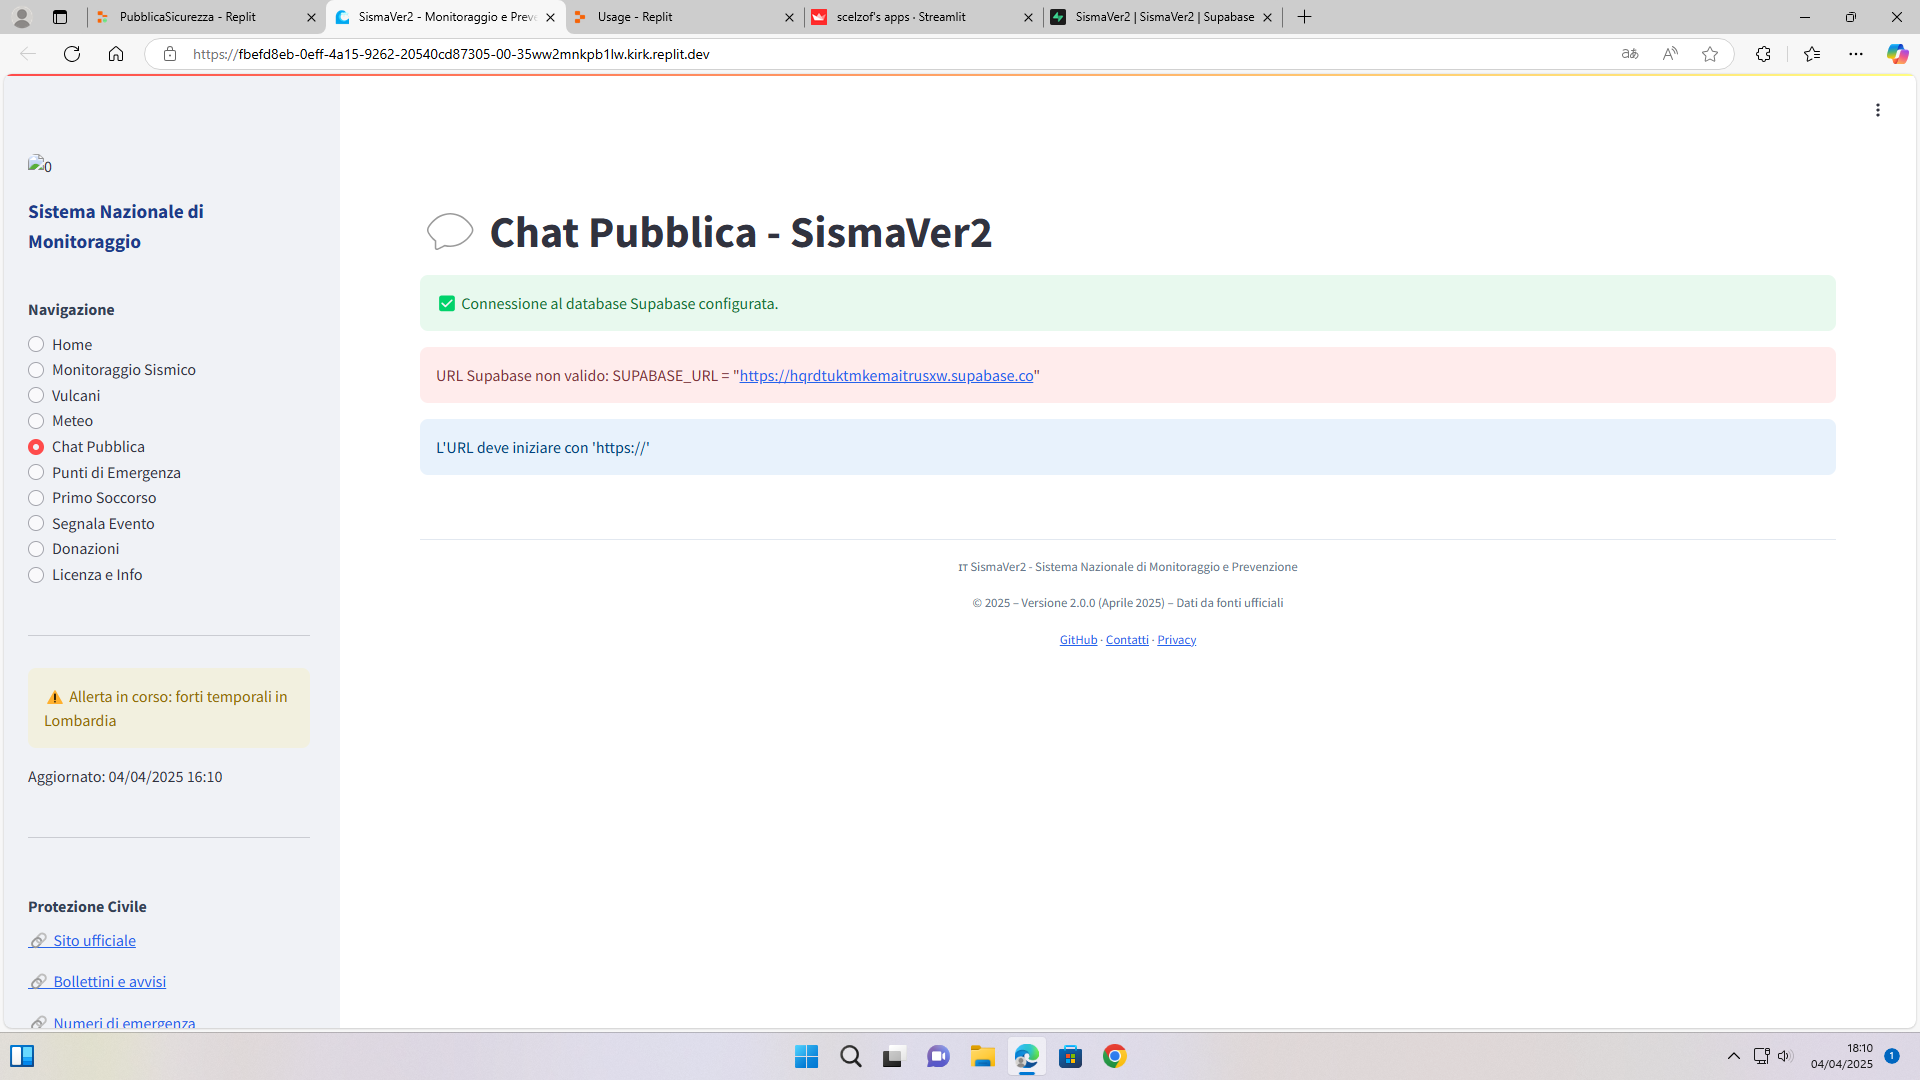 PubblicaSicurezza - Replit
SismaVer2 - Monitoraggio e Preve
Usage - Replit
scelzof's apps · Streamlit
SismaVer2 | SismaVer2 | Supabase
https://fbefd8eb-0eff-4a15-9262-20540cd87305-00-35ww2mnkpb1lw.kirk.replit.dev
0
Sistema Nazionale di
Monitoraggio
Navigazione
Home
Monitoraggio Sismico
Vulcani
Meteo
Chat Pubblica
Punti di Emergenza
Primo Soccorso
Segnala Evento
Donazioni
Licenza e Info
⚠️ Allerta in corso: forti temporali in
Lombardia
Aggiornato: 04/04/2025 16:10
Protezione Civile
🔗 Sito ufficiale
🔗 Bollettini e avvisi
🔗 Numeri di emergenza
💬 Chat Pubblica - SismaVer2
✅ Connessione al database Supabase configurata.
URL Supabase non valido: SUPABASE_URL = "https://hqrdtuktmkemaitrusxw.supabase.co"
L'URL deve iniziare con 'https://'
IT SismaVer2 - Sistema Nazionale di Monitoraggio e Prevenzione
© 2025 – Versione 2.0.0 (Aprile 2025) – Dati da fonti ufficiali
GitHub · Contatti · Privacy
18:10
04/04/2025
1